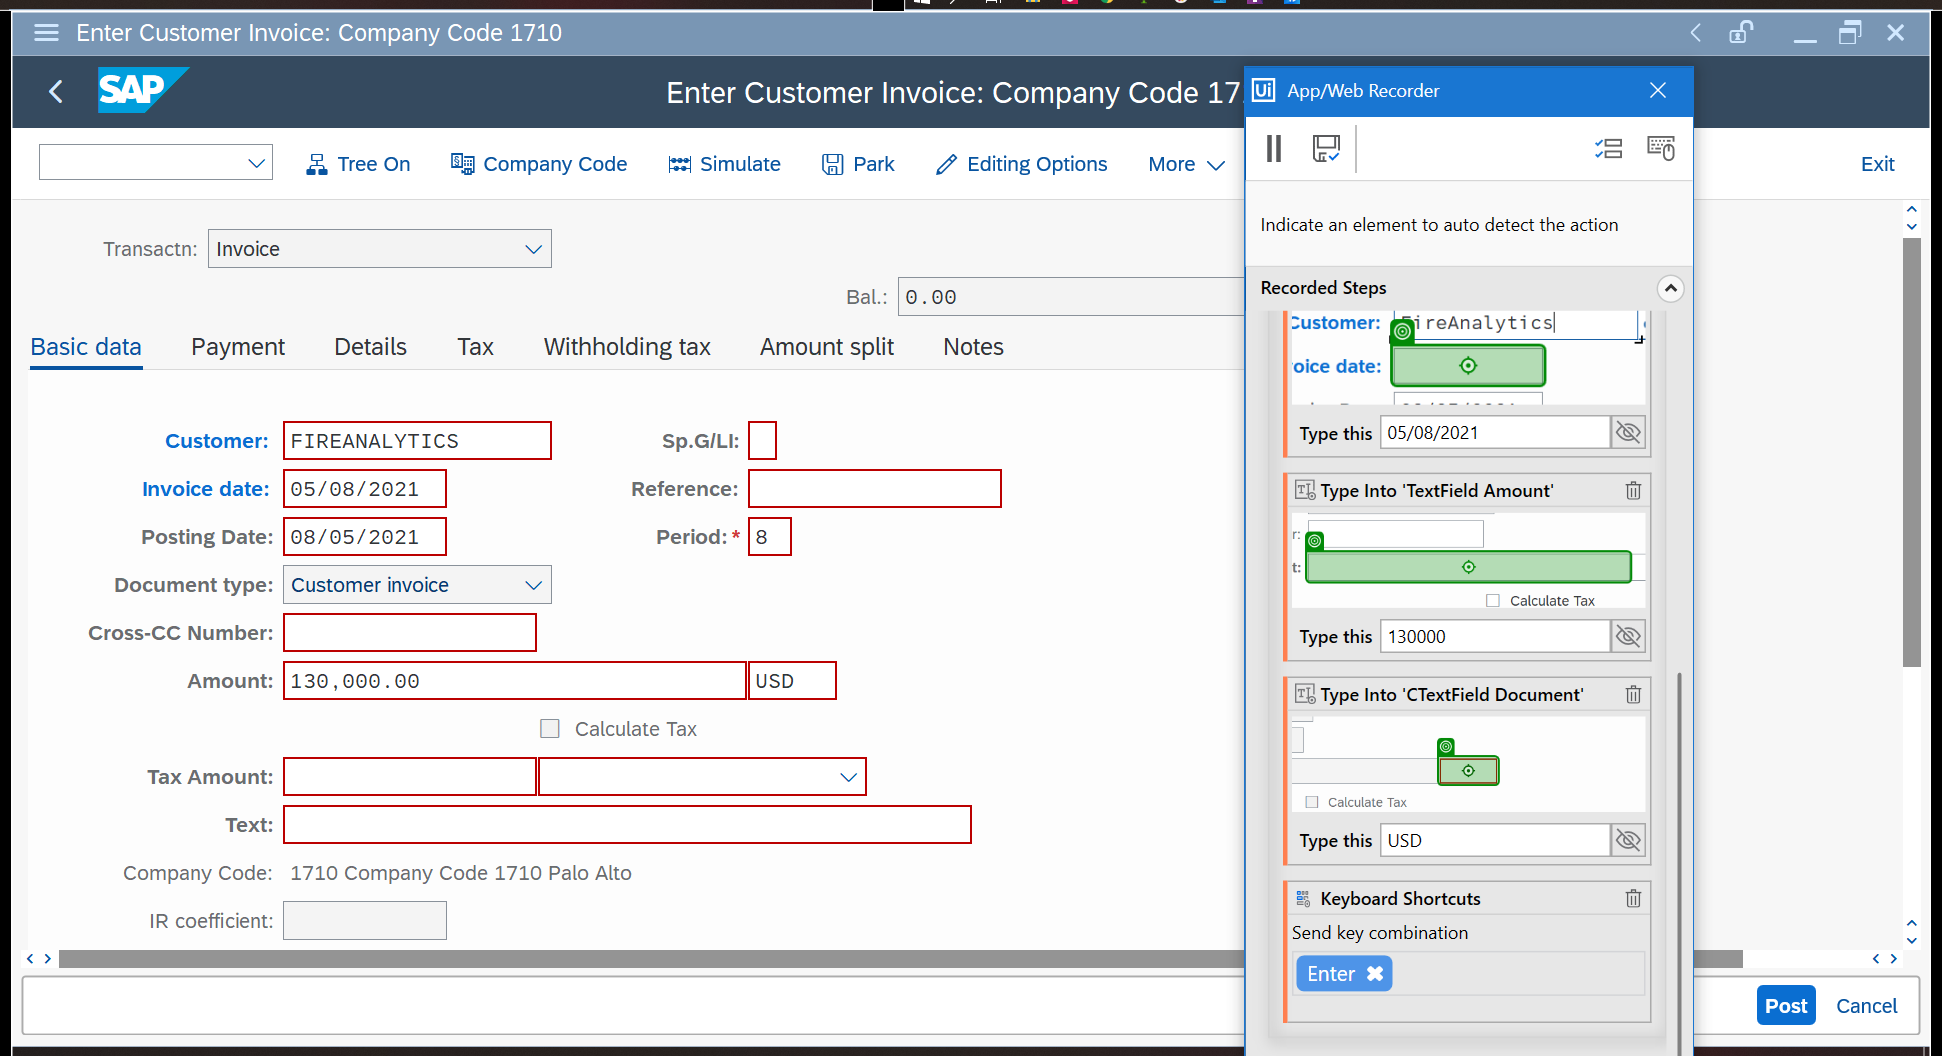 Enter Customer Invoice: Company Code 1710
SAP
Enter Customer Invoice: Company Code 17
Tree On
Company Code
Simulate
Park
Editing Options
More
Exit
Transactn: Invoice
Bal.: 0.00
Basic data
Payment
Details
Tax
Withholding tax
Amount split
Notes
Customer: FIREANALYTICS
Sp.G/LI:
Invoice date: 05/08/2021
Reference:
Posting Date: 08/05/2021
Period: * 8
Document type: Customer invoice
Cross-CC Number:
Amount: 130,000.00 USD
Calculate Tax
Tax Amount:
Text:
Company Code: 1710 Company Code 1710 Palo Alto
IR coefficient:
Post
Cancel
Ui App/Web Recorder
Indicate an element to auto detect the action
Recorded Steps
Customer: FireAnalytics
oice date:
Type this 05/08/2021
Type Into 'TextField Amount'
r:
t:
Calculate Tax
Type this 130000
Type Into 'CTextField Document'
Calculate Tax
Type this USD
Keyboard Shortcuts
Send key combination
Enter